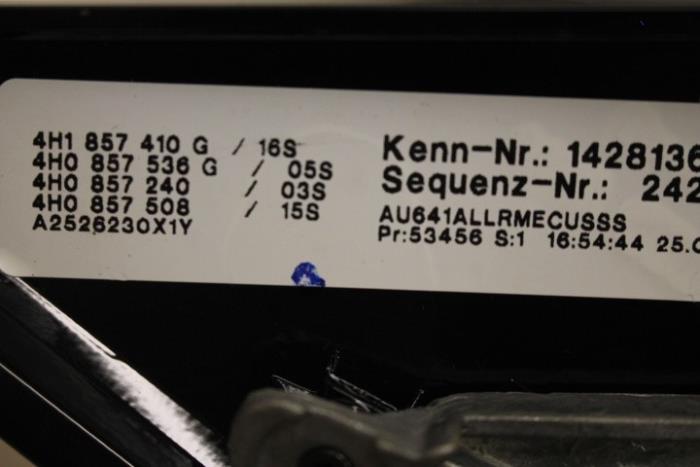 4H1 857 410 G / 16S
4H0 857 536 G / 05S
4H0 857 240 / 03S
4H0 857 508 / 15S
A2526230X1Y
Kenn-Nr.: 1428136
Sequenz-Nr.: 242
AU641ALLRMECUSSS
Pr:53456 S:1 16:54:44 25.